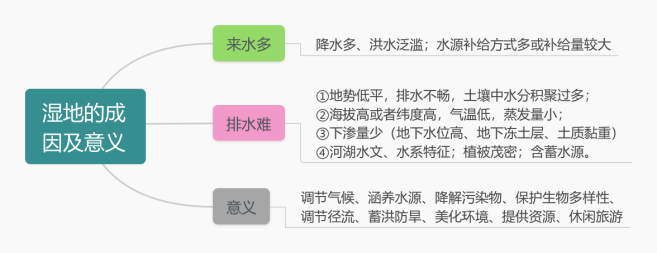 湿地的成
因及意义
来水多
降水多、洪水泛滥；水源补给方式多或补给量较大
排水难
①地势低平，排水不畅，土壤中水分积聚过多；
②海拔高或者纬度高，气温低，蒸发量小；
③下渗量少（地下水位高、地下冻土层、土质黏重）
④河湖水文、水系特征；植被茂密；含蓄水源。
意义
调节气候、涵养水源、降解污染物、保护生物多样性、
调节径流、蓄洪防旱、美化环境、提供资源、休闲旅游